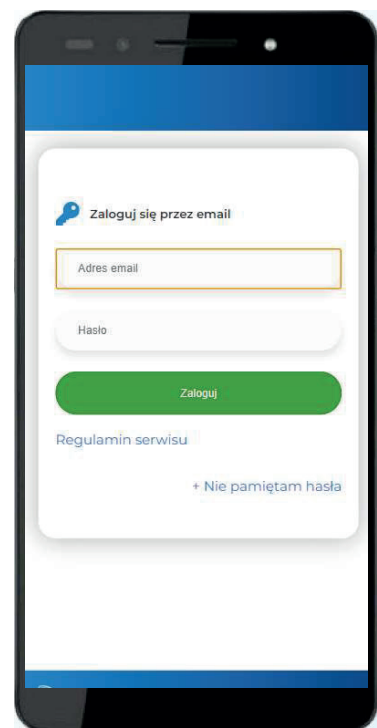 Zaloguj się przez email
Adres email
Hasło
Zaloguj
Regulamin serwisu
+ Nie pamiętam hasła